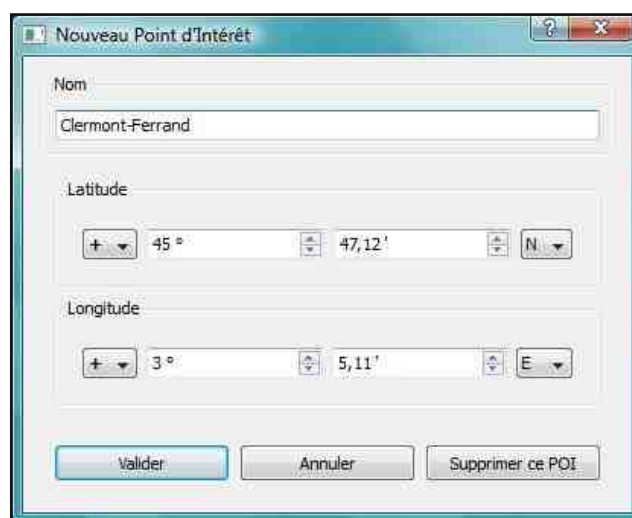 Nouveau Point d'Intérêt
Nom
Clermont-Ferrand
Latitude
+ 45 ° 47,12 ' N
Longitude
+ 3 ° 5,11 ' E
Valider Annuler Supprimer ce POI